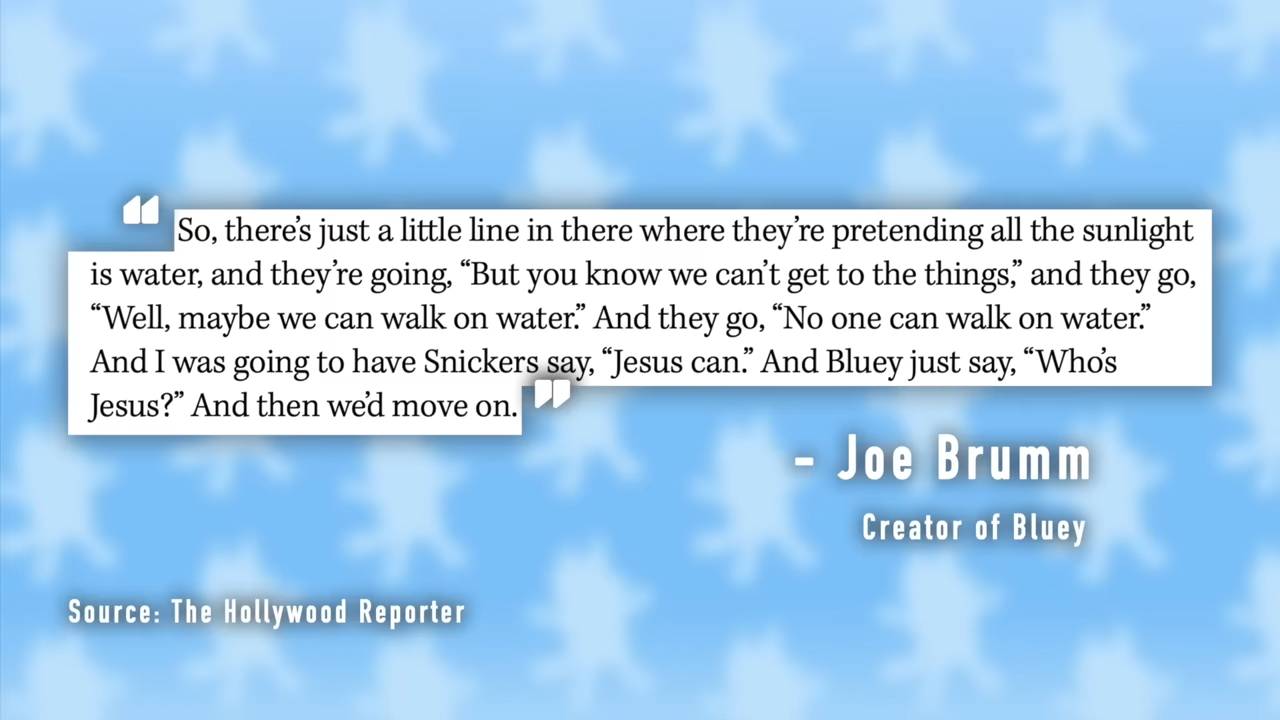 “ So, there’s just a little line in there where they’re pretending all the sunlight
is water, and they’re going, “But you know we can’t get to the things,” and they go,
“Well, maybe we can walk on water.” And they go, “No one can walk on water.”
And I was going to have Snickers say, “Jesus can.” And Bluey just say, “Who’s
Jesus?” And then we’d move on. ”
– Joe Brumm
Creator of Bluey
Source: The Hollywood Reporter